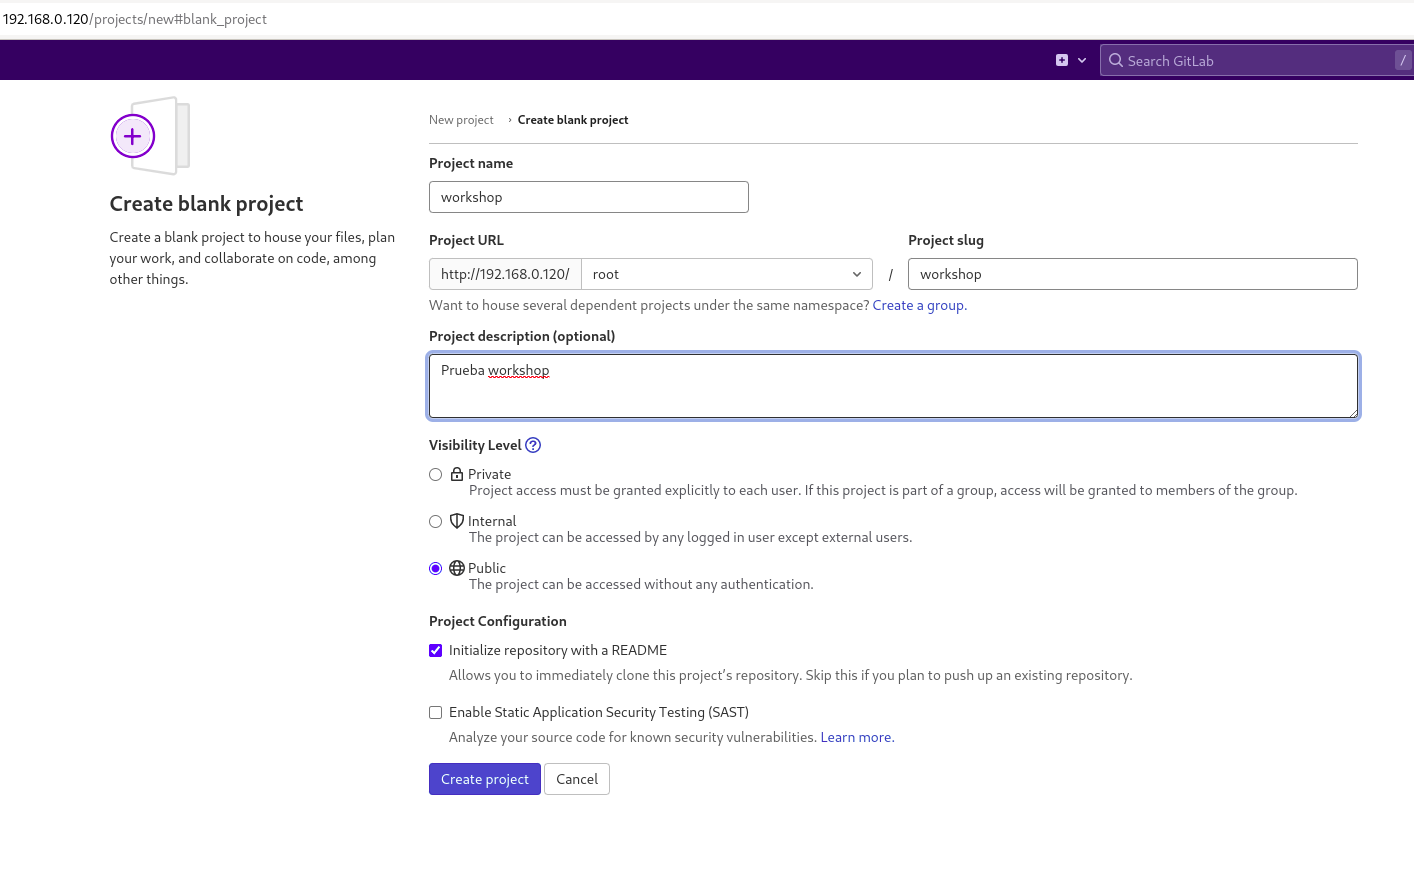 192.168.0.120/projects/new#blank_project
Search GitLab
/
New project › Create blank project
Create blank project
Create a blank project to house your files, plan
your work, and collaborate on code, among
other things.
Project name
workshop
Project URL
Project slug
http://192.168.0.120/ root / workshop
Want to house several dependent projects under the same namespace? Create a group.
Project description (optional)
Prueba workshop
Visibility Level ?
Private
Project access must be granted explicitly to each user. If this project is part of a group, access will be granted to members of the group.
Internal
The project can be accessed by any logged in user except external users.
Public
The project can be accessed without any authentication.
Project Configuration
Initialize repository with a README
Allows you to immediately clone this project's repository. Skip this if you plan to push up an existing repository.
Enable Static Application Security Testing (SAST)
Analyze your source code for known security vulnerabilities. Learn more.
Create project Cancel